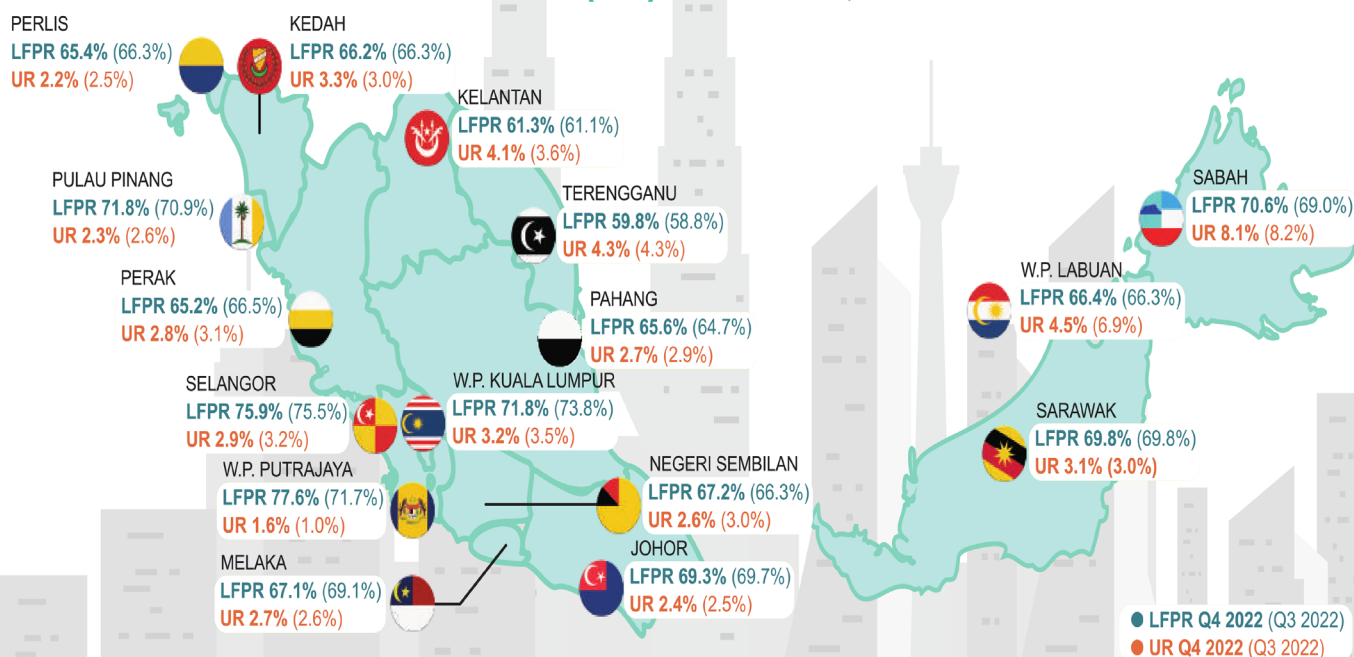 PERLIS
LFPR 65.4% (66.3%)
UR 2.2% (2.5%)
KEDAH
LFPR 66.2% (66.3%)
UR 3.3% (3.0%)
KELANTAN
LFPR 61.3% (61.1%)
UR 4.1% (3.6%)
PULAU PINANG
LFPR 71.8% (70.9%)
UR 2.3% (2.6%)
TERENGGANU
LFPR 59.8% (58.8%)
UR 4.3% (4.3%)
SABAH
LFPR 70.6% (69.0%)
UR 8.1% (8.2%)
PERAK
LFPR 65.2% (66.5%)
UR 2.8% (3.1%)
PAHANG
LFPR 65.6% (64.7%)
UR 2.7% (2.9%)
W.P. LABUAN
LFPR 66.4% (66.3%)
UR 4.5% (6.9%)
SELANGOR
LFPR 75.9% (75.5%)
UR 2.9% (3.2%)
W.P. KUALA LUMPUR
LFPR 71.8% (73.8%)
UR 3.2% (3.5%)
SARAWAK
LFPR 69.8% (69.8%)
UR 3.1% (3.0%)
W.P. PUTRAJAYA
LFPR 77.6% (71.7%)
UR 1.6% (1.0%)
NEGERI SEMBILAN
LFPR 67.2% (66.3%)
UR 2.6% (3.0%)
MELAKA
LFPR 67.1% (69.1%)
UR 2.7% (2.6%)
JOHOR
LFPR 69.3% (69.7%)
UR 2.4% (2.5%)
LFPR Q4 2022 (Q3 2022)
UR Q4 2022 (Q3 2022)